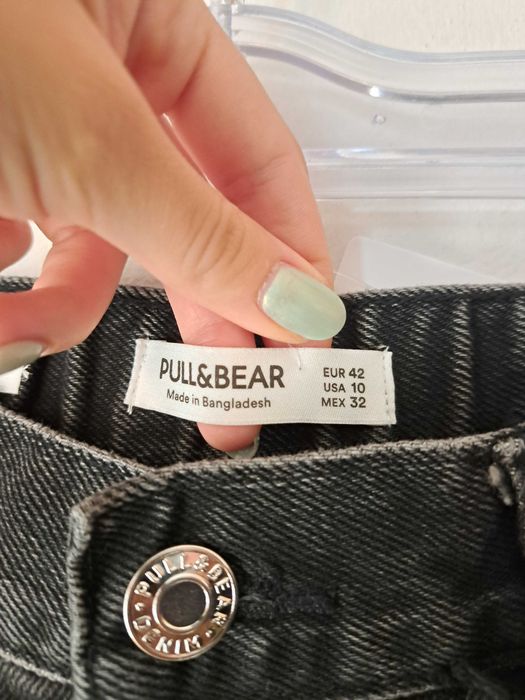 PULL&BEAR
Made in Bangladesh
EUR 42
USA 10
MEX 32
PULL&BEAR
DENIM